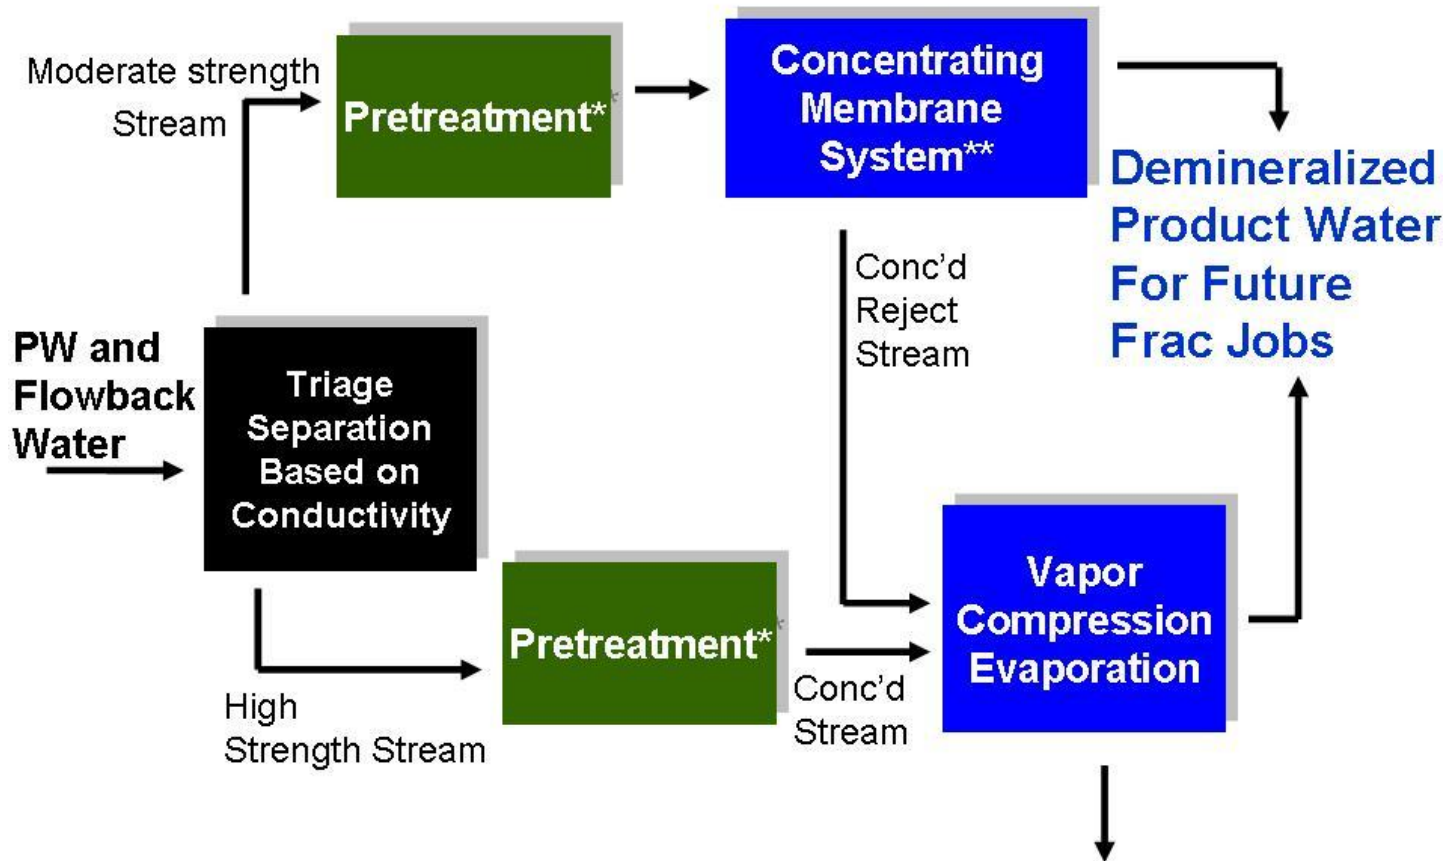 Moderate strength
Stream
Pretreatment*
Concentrating
Membrane
System**
Demineralized
Product Water
For Future
Frac Jobs
Conc'd
Reject
Stream
PW and
Flowback
Water
Triage
Separation
Based on
Conductivity
High
Strength Stream
Pretreatment*
Conc'd
Stream
Vapor
Compression
Evaporation